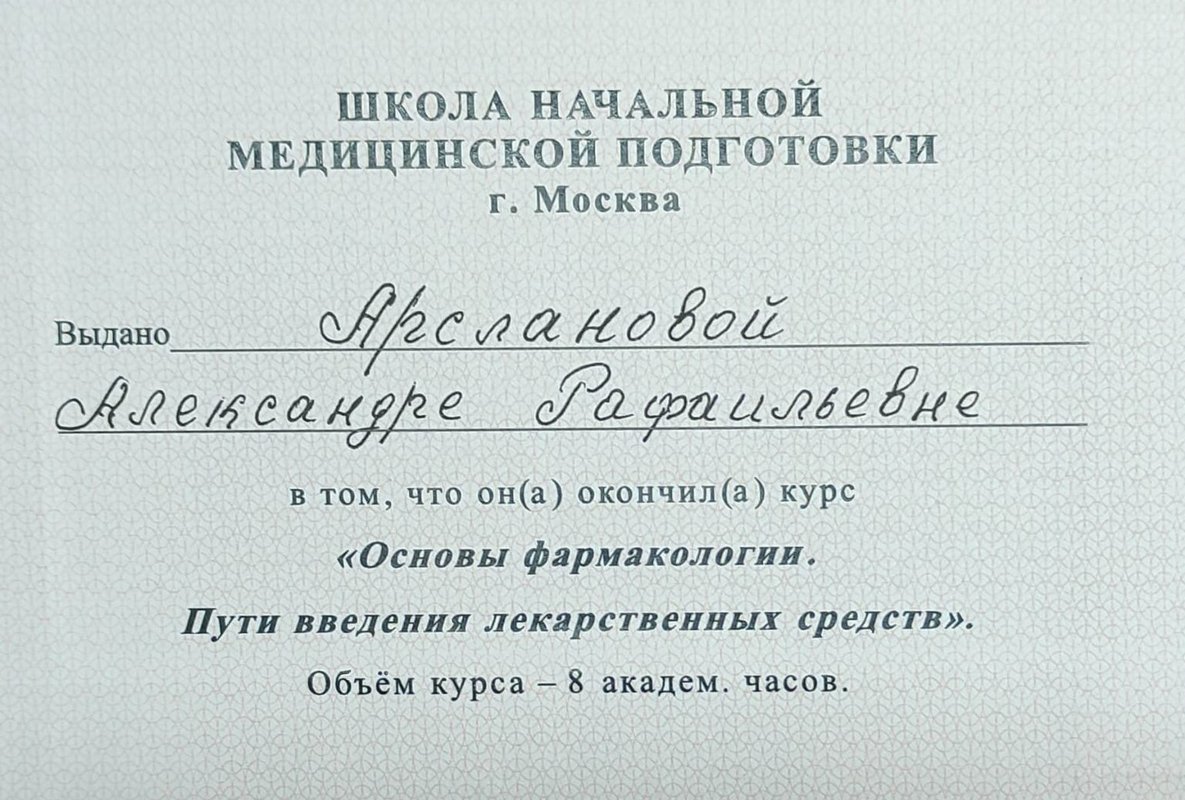 ШКОЛА НАЧАЛЬНОЙ
МЕДИЦИНСКОЙ ПОДГОТОВКИ
г. Москва
Выдано Арслановой
Александре Рафаильевне
в том, что он(а) окончил(а) курс
«Основы фармакологии.
Пути введения лекарственных средств».
Объём курса – 8 академ. часов.